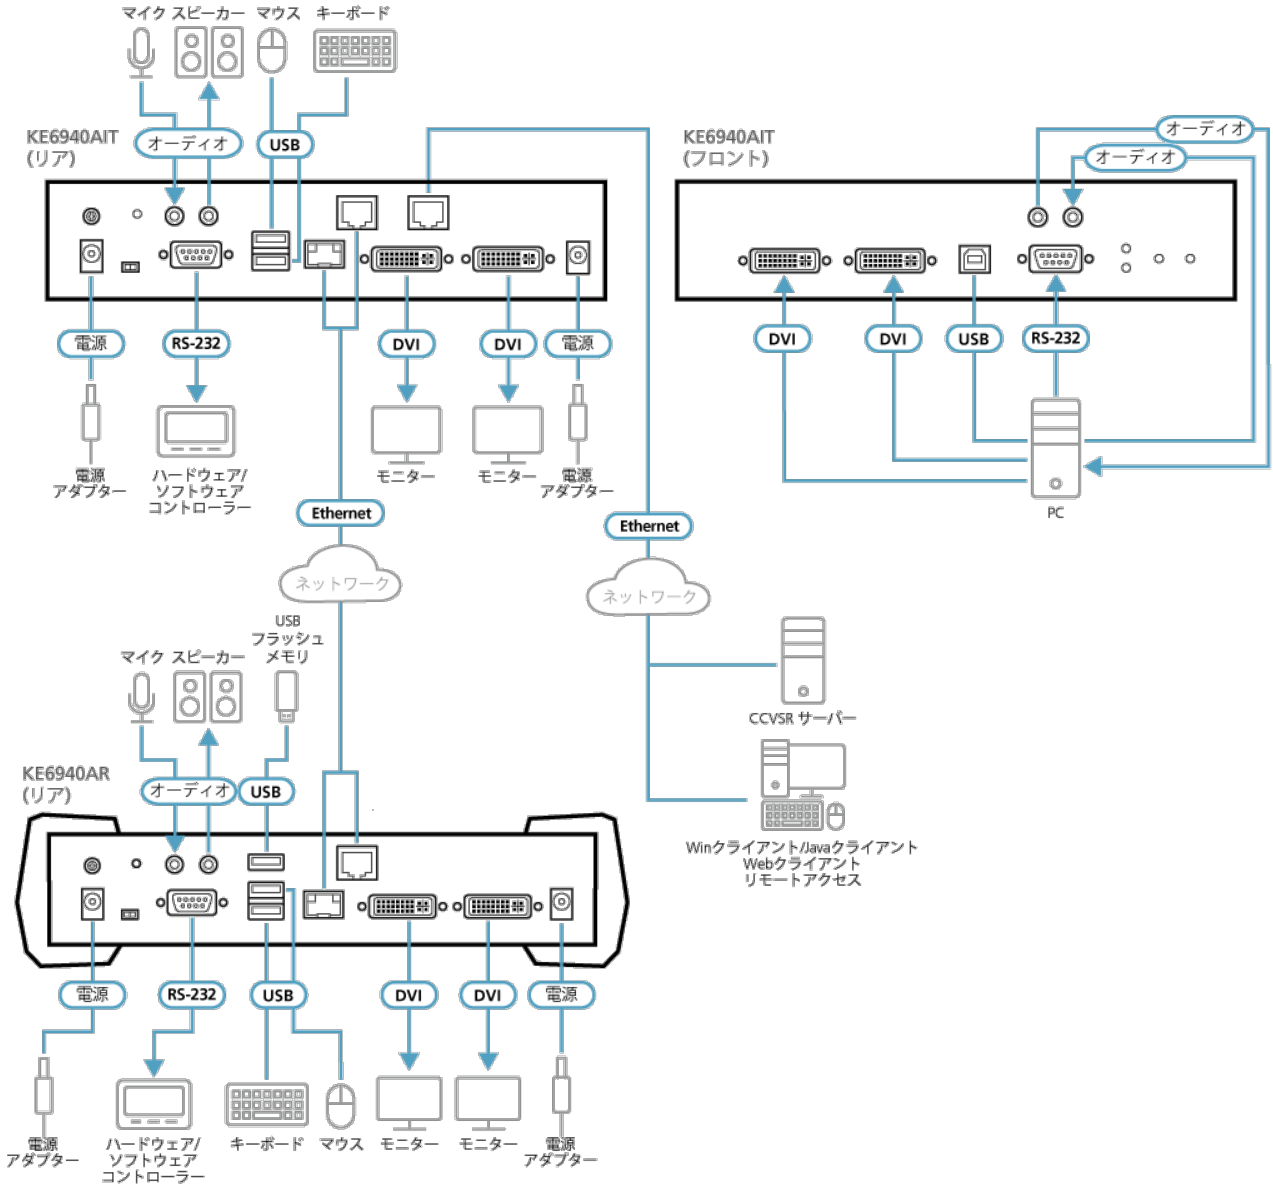 マイク スピーカー マウス キーボード
KE6940AIT
(リア)
オーディオ
USB
KE6940AIT
(フロント)
オーディオ
オーディオ
電源
RS-232
DVI
DVI
電源
DVI
DVI
USB
RS-232
電源
アダプター
ハードウェア/
ソフトウェア
コントローラー
モニター
モニター
電源
アダプター
PC
Ethernet
Ethernet
ネットワーク
ネットワーク
USB
フラッシュ
メモリ
マイク スピーカー
CCVSR サーバー
KE6940AR
(リア)
オーディオ
USB
Winクライアント/Javaクライアント
Webクライアント
リモートアクセス
電源
RS-232
USB
DVI
DVI
電源
電源
アダプター
ハードウェア/
ソフトウェア
コントローラー
キーボード
マウス
モニター
モニター
電源
アダプター